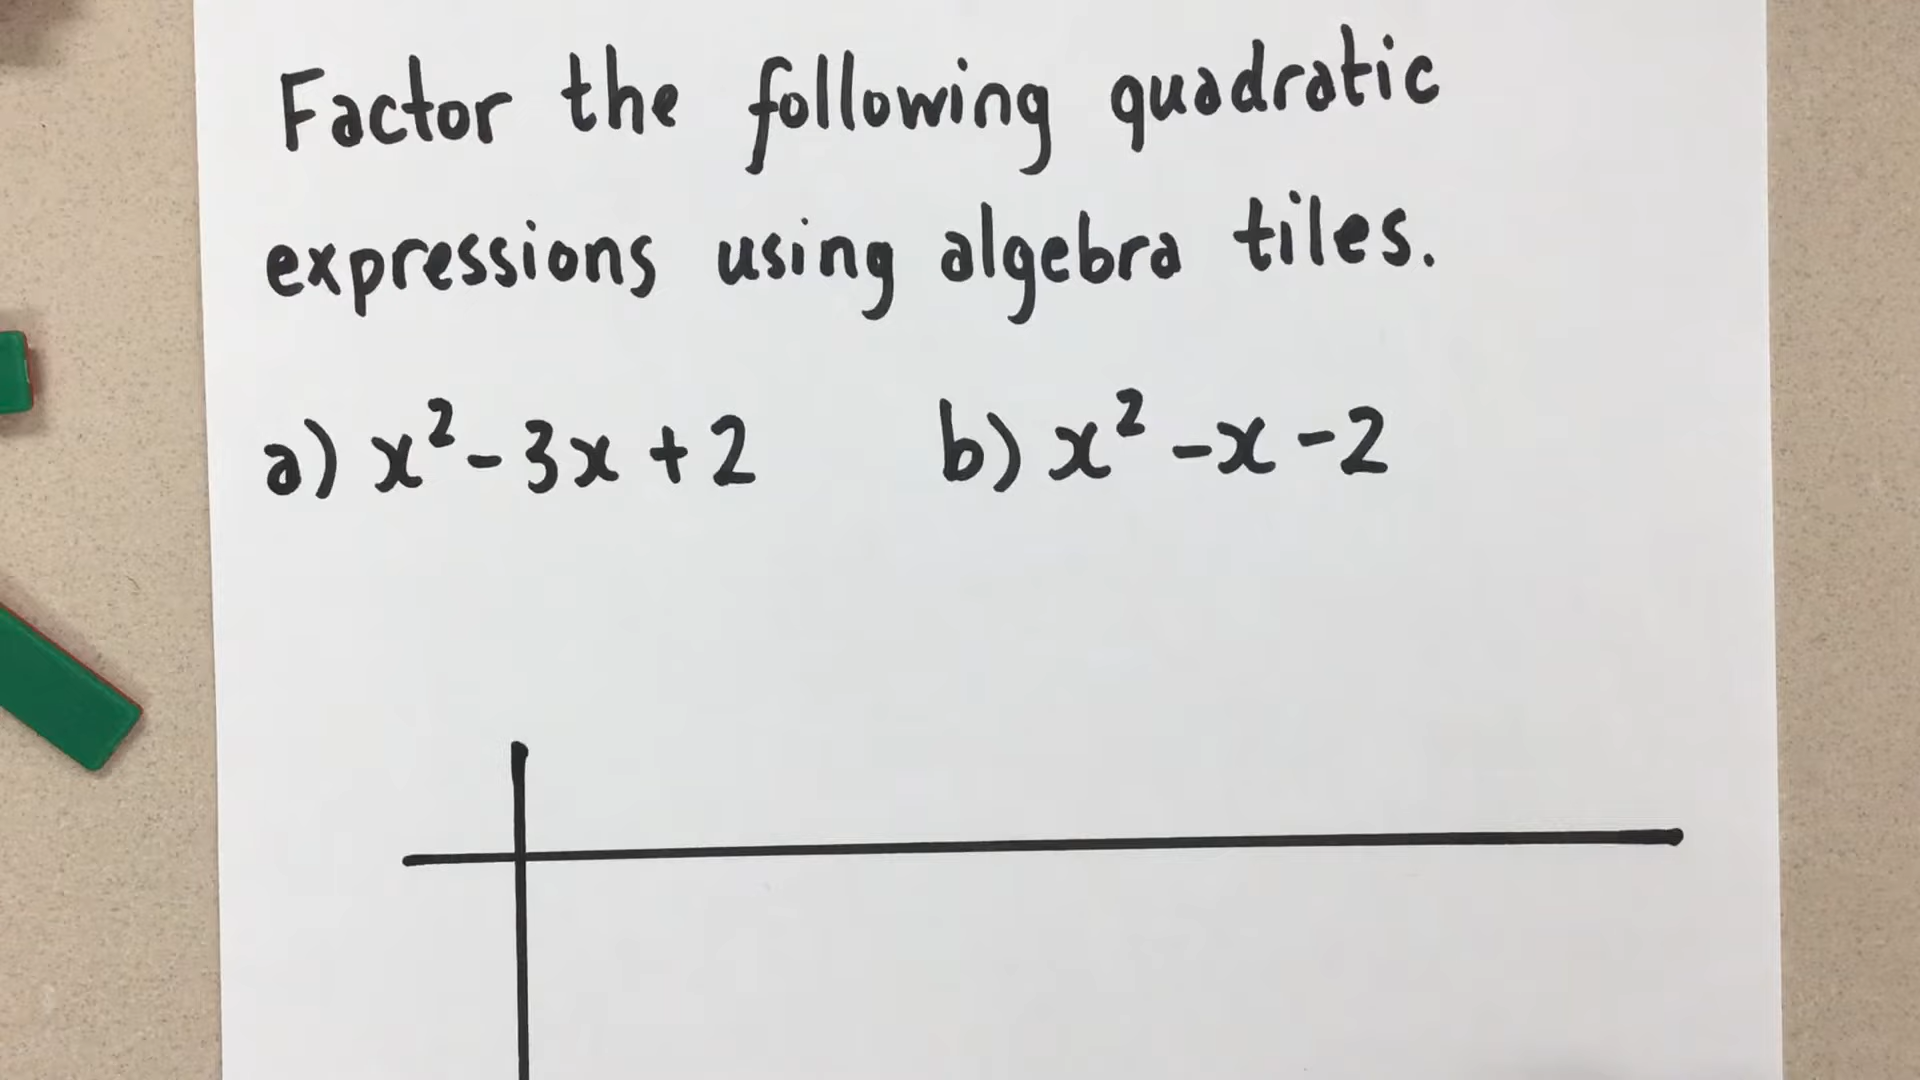 Factor the following quadratic
expressions using algebra tiles.
a) x² - 3x + 2 b) x² - x - 2